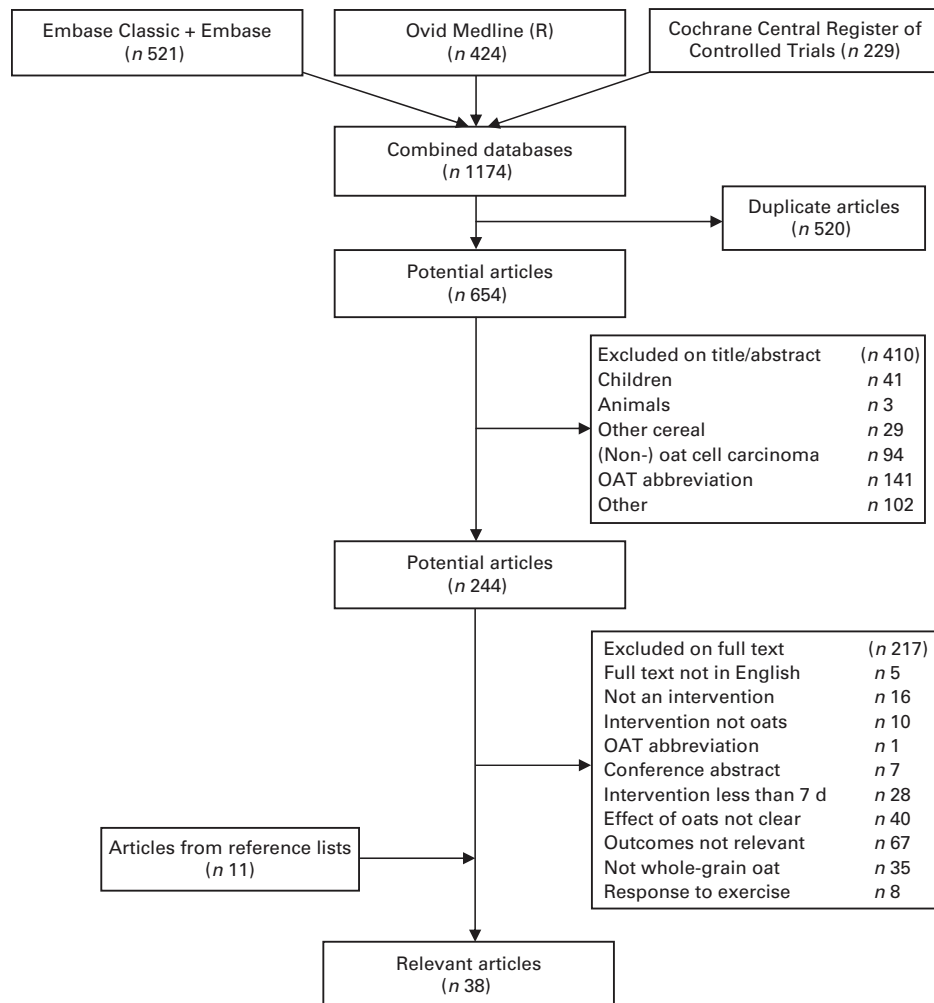 Embase Classic + Embase
(n 521)
Ovid Medline (R)
(n 424)
Cochrane Central Register of
Controlled Trials (n 229)
Combined databases
(n 1174)
Duplicate articles
(n 520)
Potential articles
(n 654)
Excluded on title/abstract (n 410)
Children n 41
Animals n 3
Other cereal n 29
(Non-) oat cell carcinoma n 94
OAT abbreviation n 141
Other n 102
Potential articles
(n 244)
Excluded on full text (n 217)
Full text not in English n 5
Not an intervention n 16
Intervention not oats n 10
OAT abbreviation n 1
Conference abstract n 7
Intervention less than 7 d n 28
Effect of oats not clear n 40
Outcomes not relevant n 67
Not whole-grain oat n 35
Response to exercise n 8
Articles from reference lists
(n 11)
Relevant articles
(n 38)